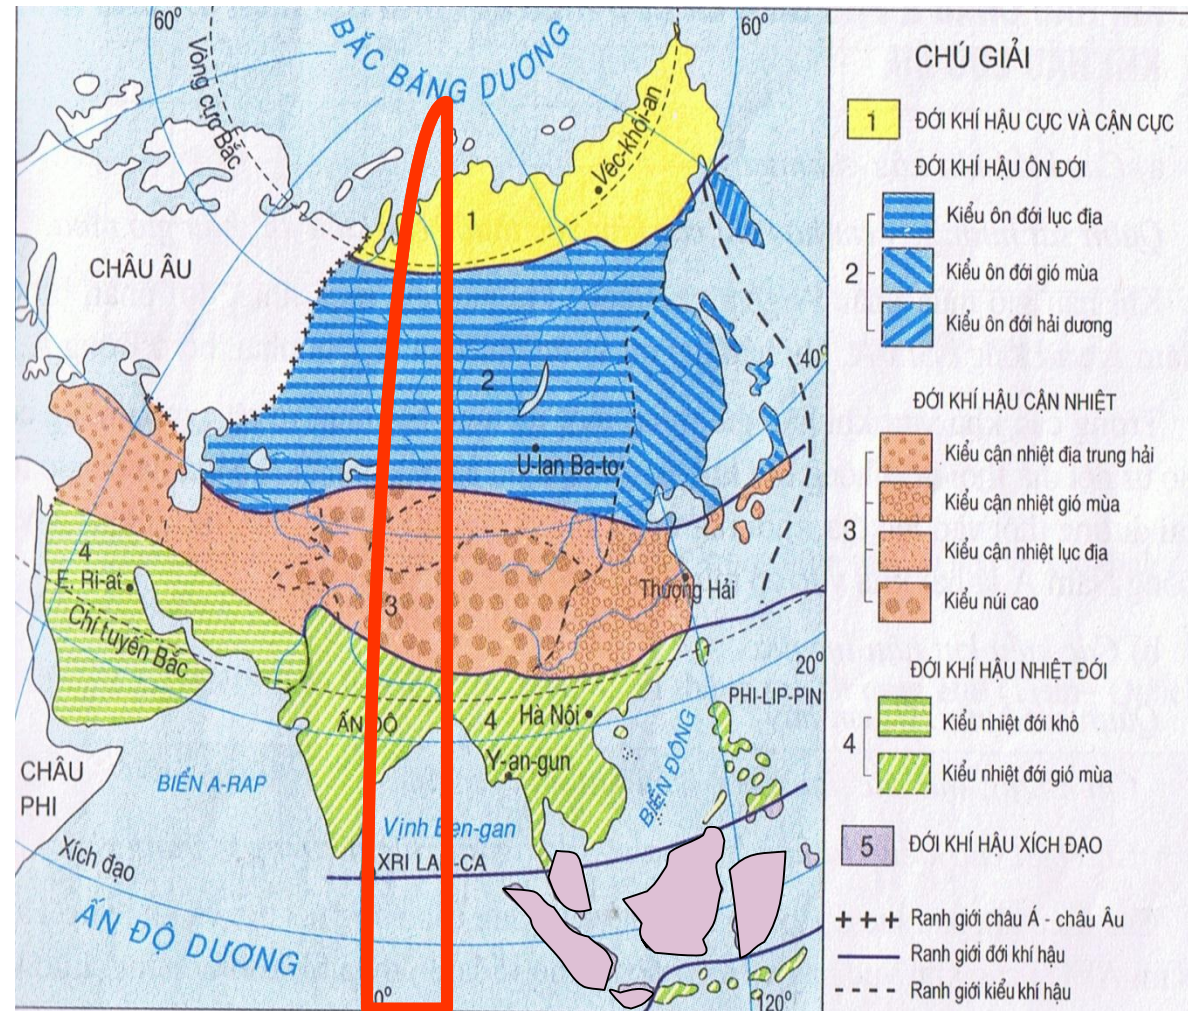 60°
60°
BẮC BĂNG DƯƠNG
Vòng cực Bắc
Véc-khôi-an
1
CHÂU ÂU
2
40°
U-lan Ba-to
Thượng Hải
3
4
E. Ri-at
Chí tuyến Bắc
20°
PHI-LIP-PIN
ẤN ĐỘ
4
Hà Nôi
Y-an-gun
BIỂN ĐÔNG
CHÂU
PHI
BIỂN A-RAP
Vịnh Ben-gan
XRI LAN-CA
Xích đạo
ẤN ĐỘ DƯƠNG
0°
120°
CHÚ GIẢI
1 ĐỚI KHÍ HẬU CỰC VÀ CẬN CỰC
ĐỚI KHÍ HẬU ÔN ĐỚI
Kiểu ôn đới lục địa
2 Kiểu ôn đới gió mùa
Kiểu ôn đới hải dương
ĐỚI KHÍ HẬU CẬN NHIỆT
Kiểu cận nhiệt địa trung hải
Kiểu cận nhiệt gió mùa
3
Kiểu cận nhiệt lục địa
Kiểu núi cao
ĐỚI KHÍ HẬU NHIỆT ĐỚI
Kiểu nhiệt đới khô
4
Kiểu nhiệt đới gió mùa
5 ĐỚI KHÍ HẬU XÍCH ĐẠO
+ + + Ranh giới châu Á - châu Âu
Ranh giới đới khí hậu
Ranh giới kiểu khí hậu